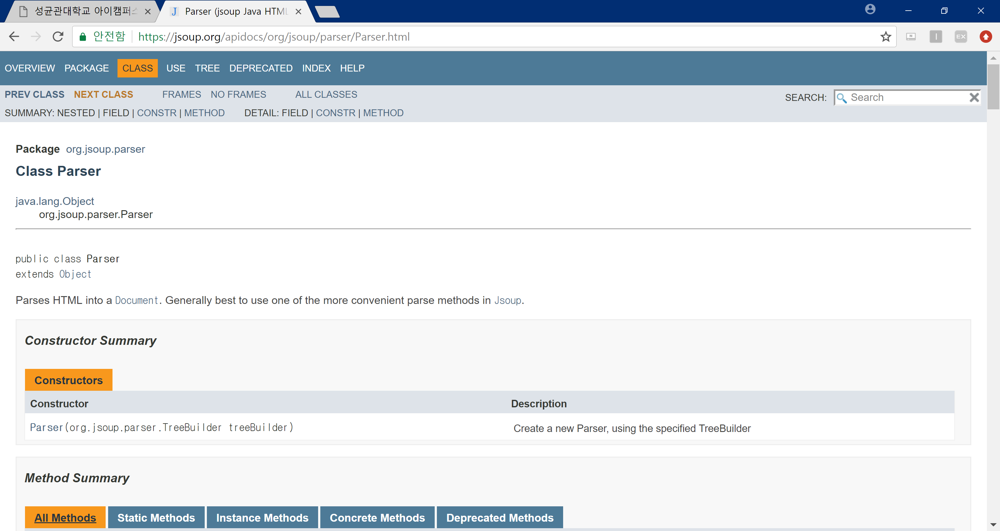 성균관대학교 아이캠퍼스
Parser (jsoup Java HTML
안전함 https://jsoup.org/apidocs/org/jsoup/parser/Parser.html
N I EX
OVERVIEW PACKAGE CLASS USE TREE DEPRECATED INDEX HELP
PREV CLASS NEXT CLASS FRAMES NO FRAMES ALL CLASSES
SEARCH: Search
SUMMARY: NESTED | FIELD | CONSTR | METHOD DETAIL: FIELD | CONSTR | METHOD
Package org.jsoup.parser
Class Parser
java.lang.Object
org.jsoup.parser.Parser
public class Parser
extends Object
Parses HTML into a Document. Generally best to use one of the more convenient parse methods in Jsoup.
Constructor Summary
Constructors
Constructor Description
Parser(org.jsoup.parser.TreeBuilder treeBuilder) Create a new Parser, using the specified TreeBuilder
Method Summary
All Methods Static Methods Instance Methods Concrete Methods Deprecated Methods